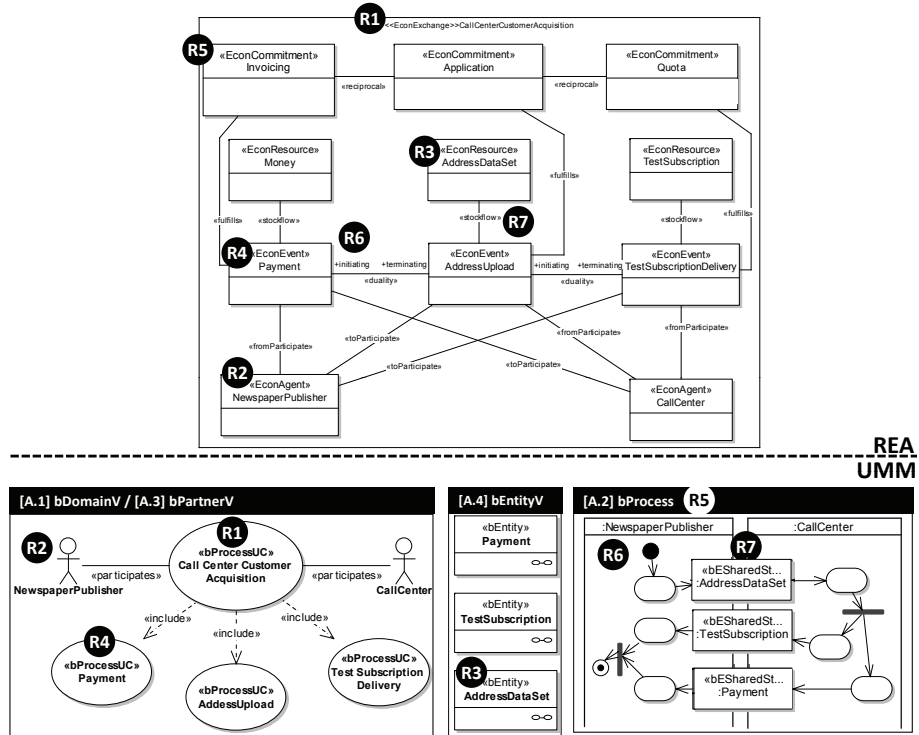 R1
<<EconExchange>>CallCenterCustomerAcquisition
R5
«EconCommitment»
Invoicing
«EconCommitment»
Application
«EconCommitment»
Quota
«reciprocal»
«reciprocal»
«EconResource»
Money
R3
«EconResource»
AddressDataSet
«EconResource»
TestSubscription
«fulfills»
«fulfills»
«fulfills»
«stockflow»
«stockflow»
«stockflow»
R7
R6
R4
«EconEvent»
Payment
+initiating
+terminating
«duality»
«EconEvent»
AddressUpload
+initiating
+terminating
«duality»
«EconEvent»
TestSubscriptionDelivery
«fromParticipate»
«toParticipate»
«fromParticipate»
«fromParticipate»
«toParticipate»
«toParticipate»
R2
«EconAgent»
NewspaperPublisher
«EconAgent»
CallCenter
REA
UMM
[A.1] bDomainV / [A.3] bPartnerV
R2
NewspaperPublisher
«participates»
R1
«bProcessUC»
Call Center Customer
Acquisition
«participates»
CallCenter
«include»
«include»
«include»
R4
«bProcessUC»
Payment
«bProcessUC»
AddessUpload
«bProcessUC»
Test Subscription
Delivery
[A.4] bEntityV
«bEntity»
Payment
«bEntity»
TestSubscription
R3
«bEntity»
AddressDataSet
[A.2] bProcess
R5
:NewspaperPublisher
:CallCenter
R6
R7
«bESharedSt...
:AddressDataSet
«bESharedSt...
:TestSubscription
«bESharedSt...
:Payment